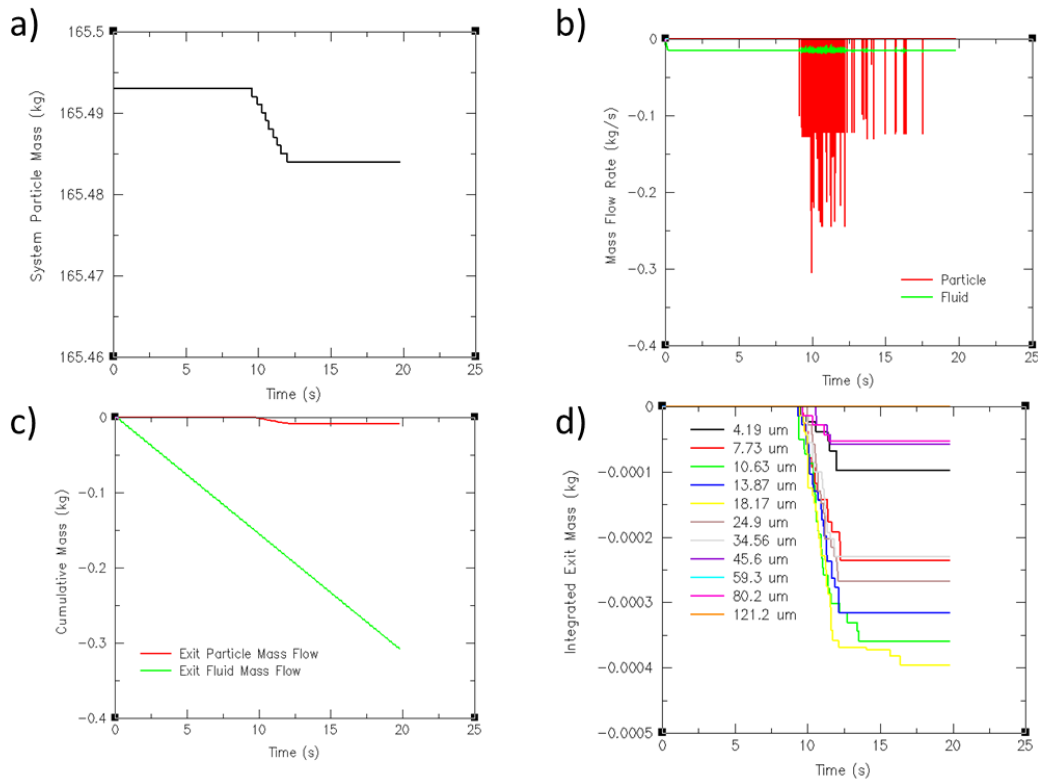 a)
165.5
165.49
165.48
165.47
165.46
System Particle Mass (kg)
0
5
10
15
20
25
Time (s)
b)
0
-0.1
-0.2
-0.3
-0.4
Mass Flow Rate (kg/s)
Particle
Fluid
0
5
10
15
20
25
Time (s)
c)
0
-0.1
-0.2
-0.3
-0.4
Cumulative Mass (kg)
Exit Particle Mass Flow
Exit Fluid Mass Flow
0
5
10
15
20
25
Time (s)
d)
0
-0.0001
-0.0002
-0.0003
-0.0004
-0.0005
Integrated Exit Mass (kg)
4.19 um
7.73 um
10.63 um
13.87 um
18.17 um
24.9 um
34.56 um
45.6 um
59.3 um
80.2 um
121.2 um
0
5
10
15
20
25
Time (s)